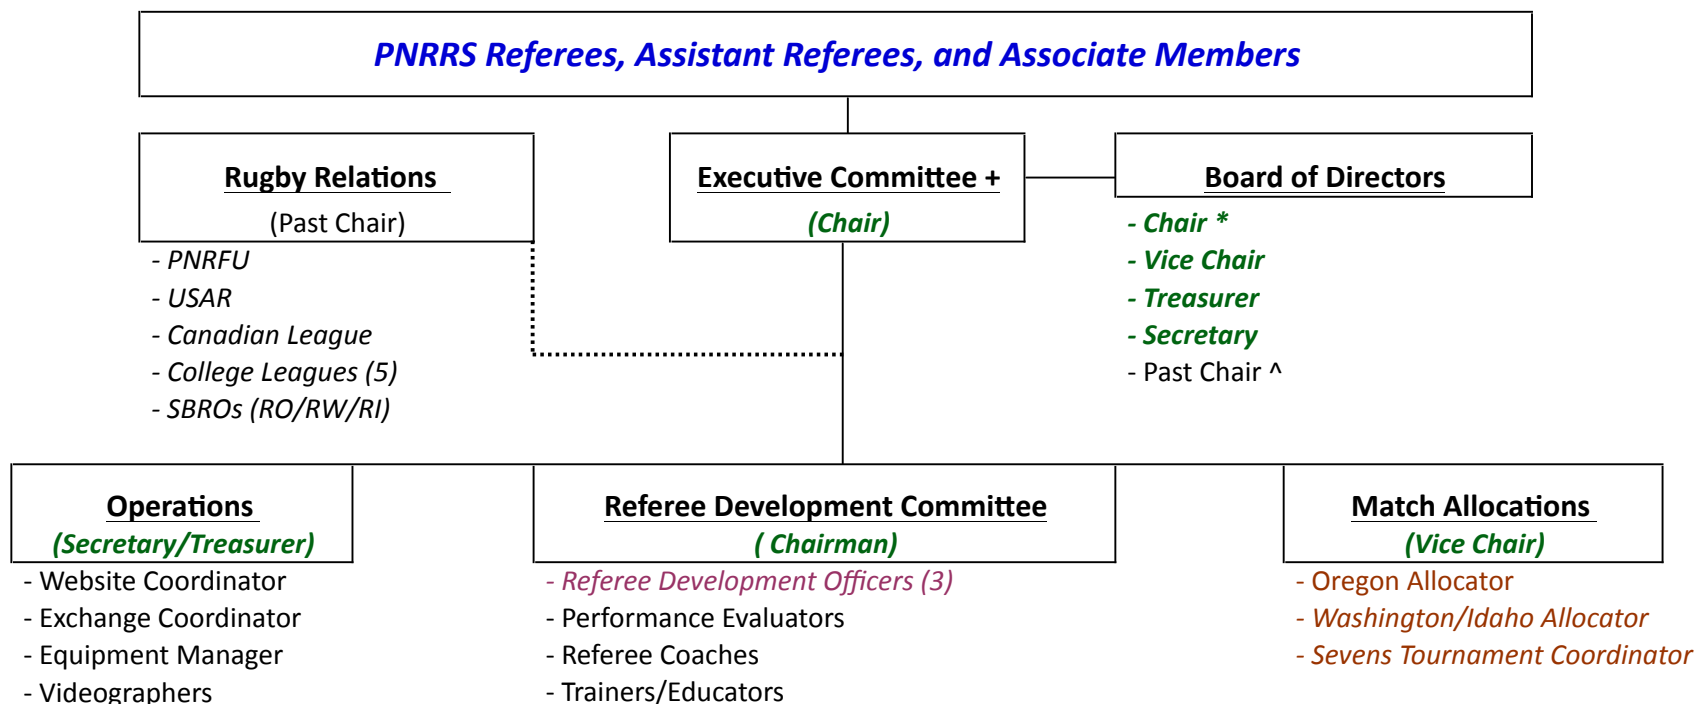 PNRRS Referees, Assistant Referees, and Associate Members
Rugby Relations
(Past Chair)
- PNRFU
- USAR
- Canadian League
- College Leagues (5)
- SBROs (RO/RW/RI)
Executive Committee +
(Chair)
Board of Directors
- Chair *
- Vice Chair
- Treasurer
- Secretary
- Past Chair ^
Operations
(Secretary/Treasurer)
- Website Coordinator
- Exchange Coordinator
- Equipment Manager
- Videographers
Referee Development Committee
( Chairman)
- Referee Development Officers (3)
- Performance Evaluators
- Referee Coaches
- Trainers/Educators
Match Allocations
(Vice Chair)
- Oregon Allocator
- Washington/Idaho Allocator
- Sevens Tournament Coordinator